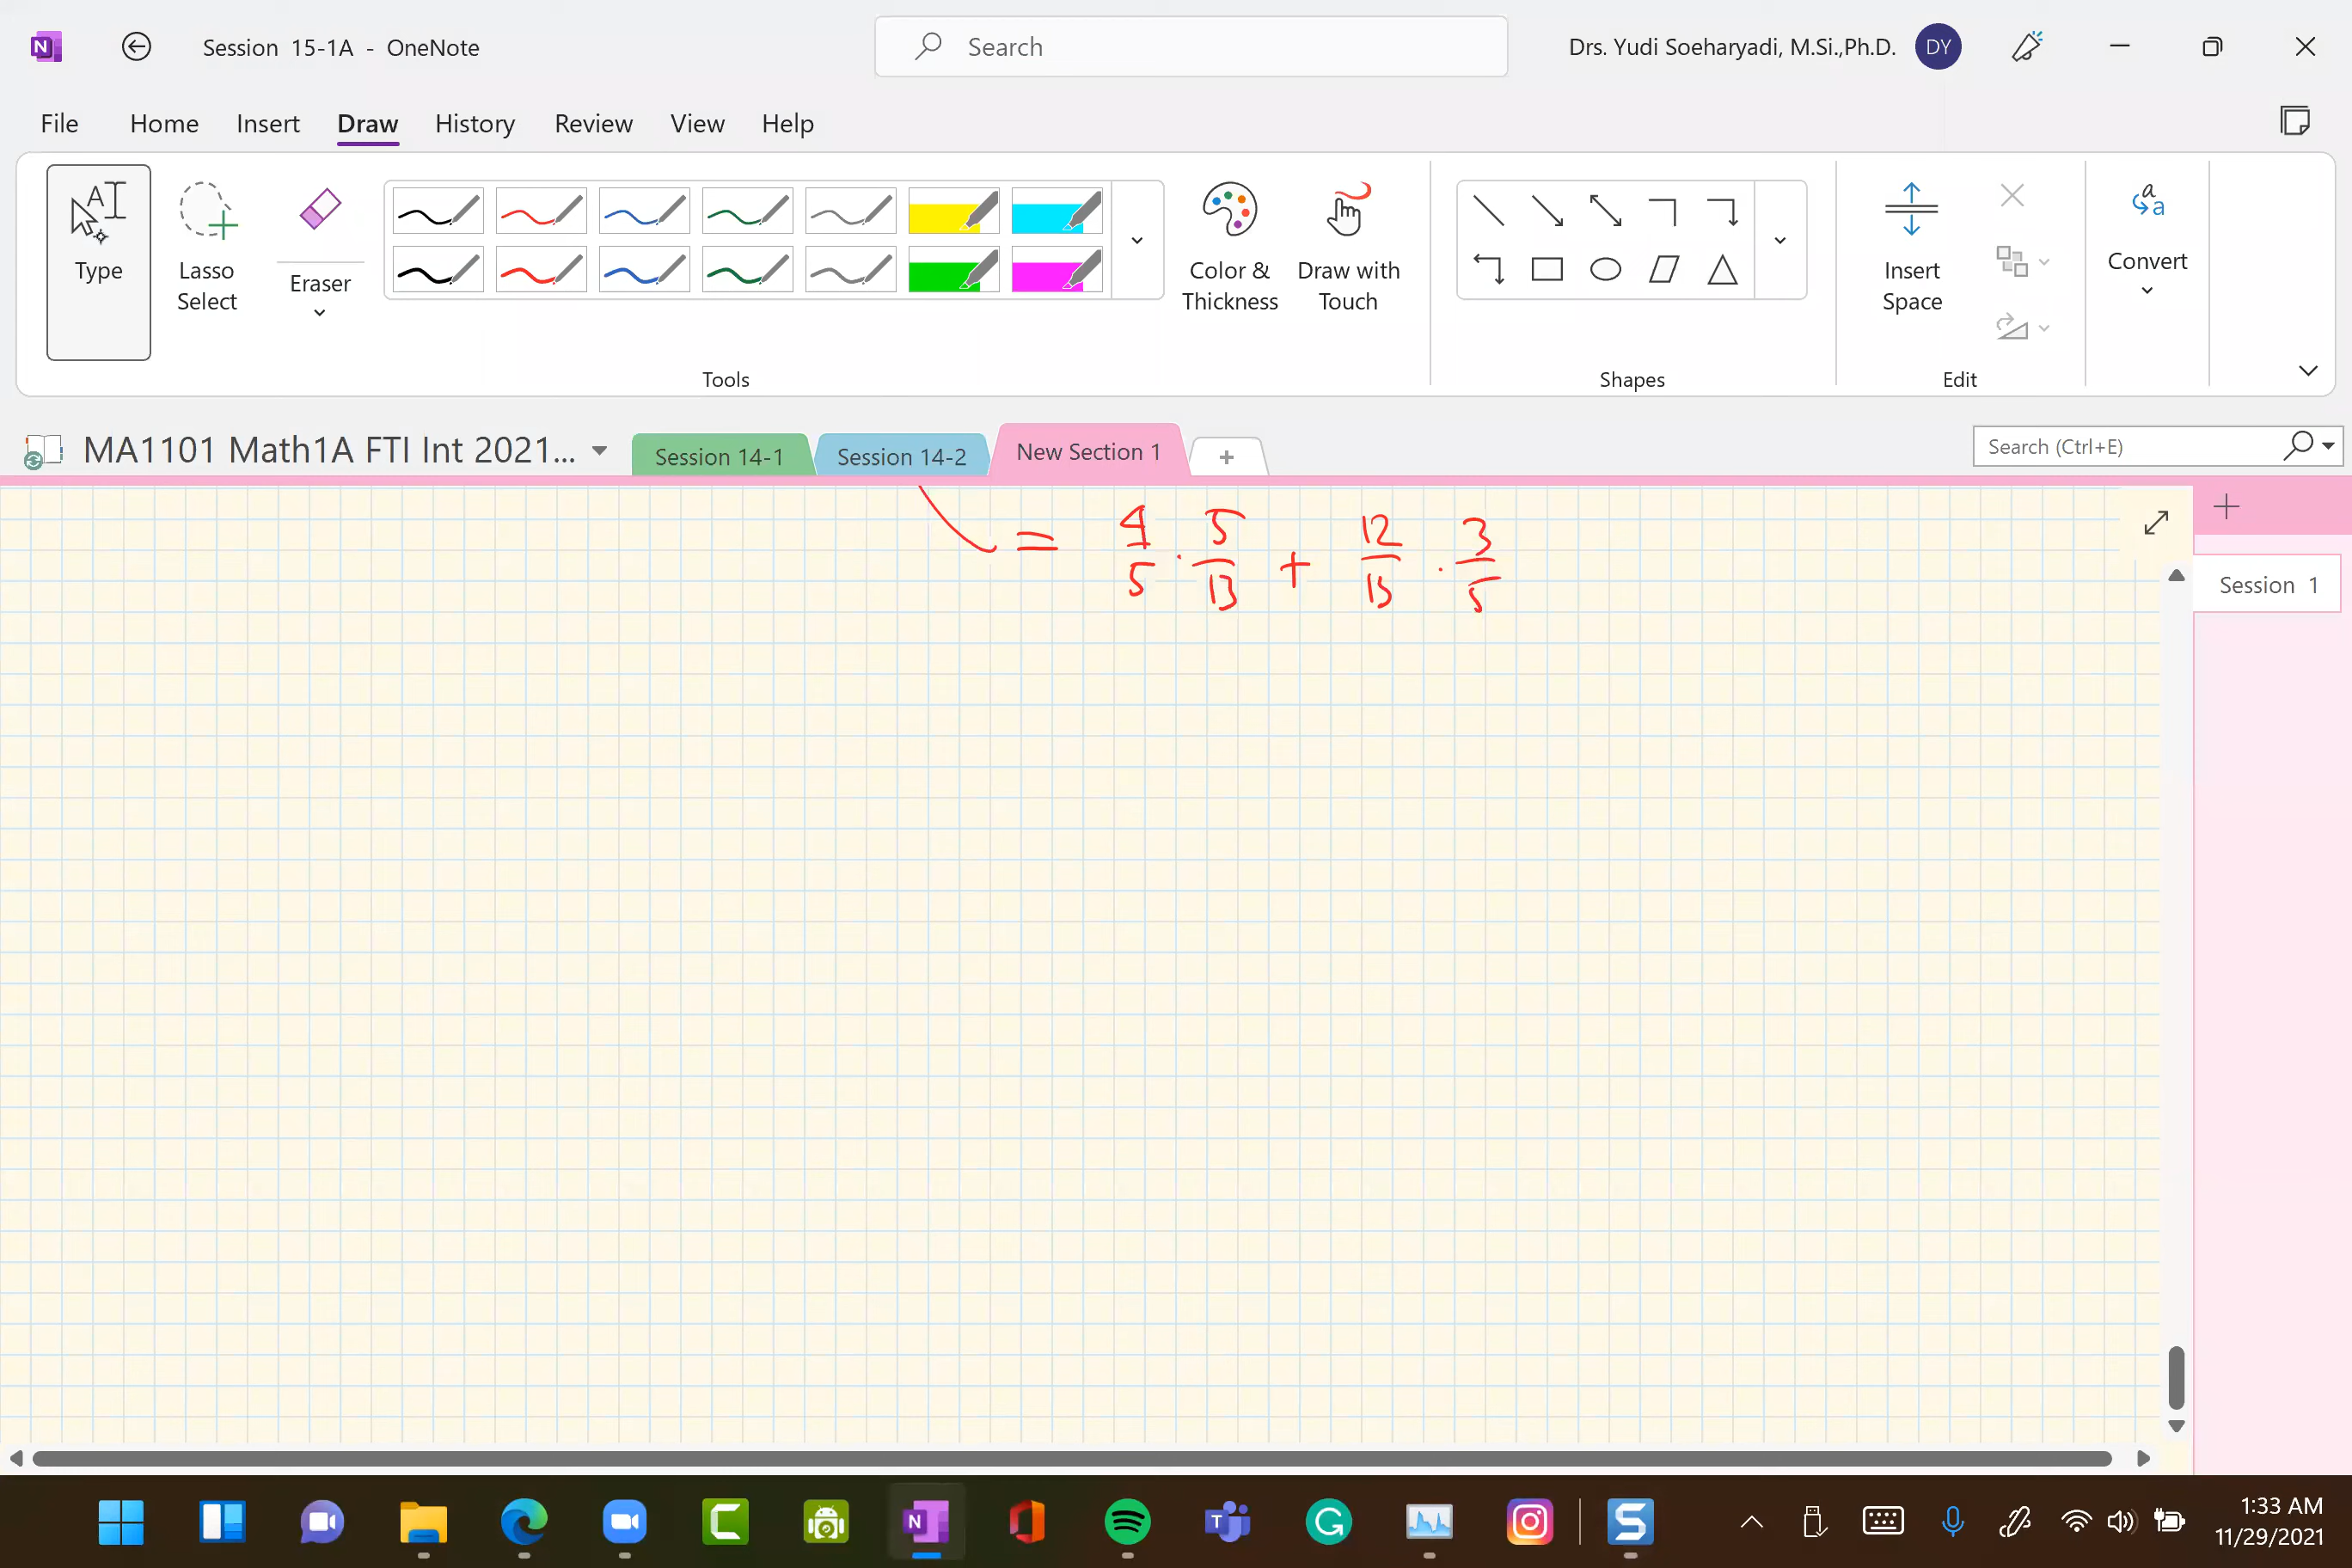 Session 15-1A - OneNote
Search
Drs. Yudi Soeharyadi, M.Si.,Ph.D.
DY
File Home Insert Draw History Review View Help
Type
Lasso Select
Eraser
Color & Thickness
Draw with Touch
Insert Space
Convert
Tools
Shapes
Edit
MA1101 Math1A FTI Int 2021...
Session 14-1
Session 14-2
New Section 1
+
Search (Ctrl+E)
= 4/5 · 5/13 + 12/13 · 3/5
Session 1
1:33 AM
11/29/2021